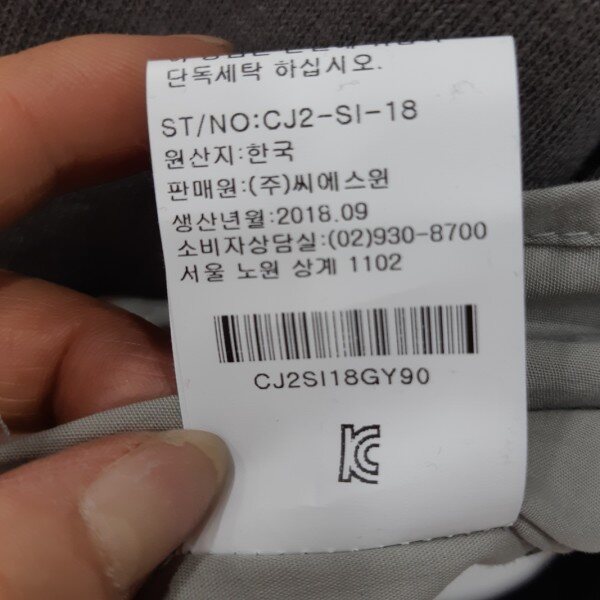 단독세탁 하십시오.
ST/NO:CJ2-SI-18
원산지:한국
판매원:(주)씨에스윈
생산년월:2018.09
소비자상담실:(02)930-8700
서울 노원 상계 1102
CJ2SI18GY90
KC